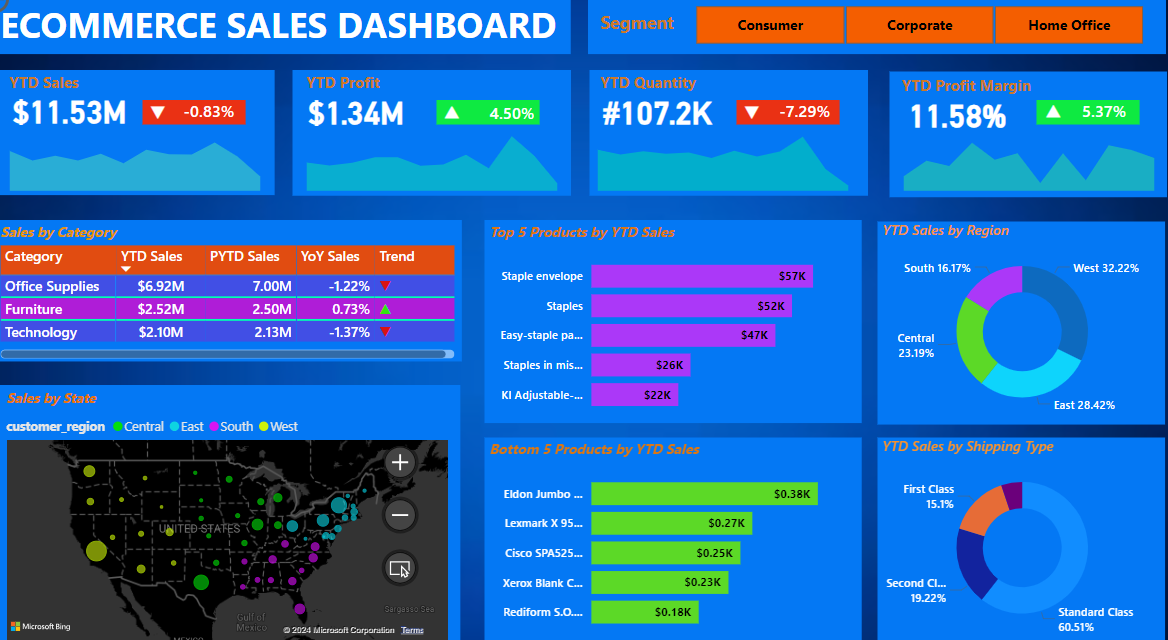 ECOMMERCE SALES DASHBOARD
Segment
Consumer
Corporate
Home Office
YTD Sales
$11.53M
-0.83%
YTD Profit
$1.34M
4.50%
YTD Quantity
#107.2K
-7.29%
YTD Profit Margin
11.58%
5.37%
Sales by Category
Category YTD Sales PYTD Sales YoY Sales Trend
Office Supplies $6.92M 7.00M -1.22%
Furniture $2.52M 2.50M 0.73%
Technology $2.10M 2.13M -1.37%
Top 5 Products by YTD Sales
Staple envelope $57K
Staples $52K
Easy-staple pa... $47K
Staples in mis... $26K
KI Adjustable-... $22K
YTD Sales by Region
South 16.17%
West 32.22%
Central
23.19%
East 28.42%
Sales by State
customer_region Central East South West
UNITED STATES
Gulf of
Mexico
Sargasso Sea
MEXICO
Microsoft Bing
© 2024 Microsoft Corporation Terms
Bottom 5 Products by YTD Sales
Eldon Jumbo ... $0.38K
Lexmark X 95... $0.27K
Cisco SPA525... $0.25K
Xerox Blank C... $0.23K
Rediform S.O.... $0.18K
YTD Sales by Shipping Type
First Class
15.1%
Second Cl...
19.22%
Standard Class
60.51%